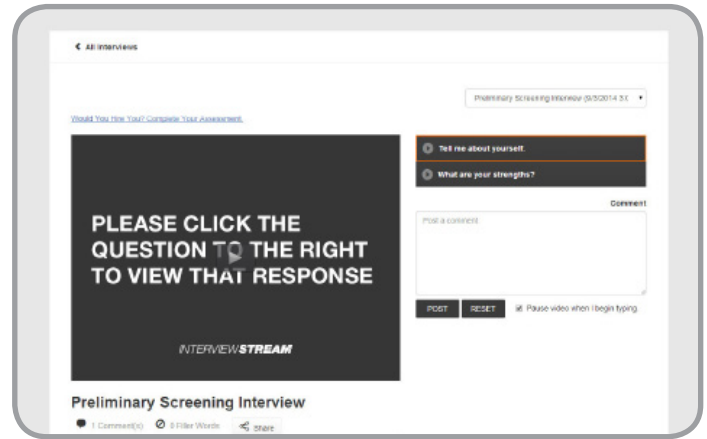 All Interviews
Preliminary Screening Interview (9/3/2014 3:
Would You Hire You? Complete Your Assessment.
Tell me about yourself.
What are your strengths?
Comment
Post a comment
PLEASE CLICK THE
QUESTION TO THE RIGHT
TO VIEW THAT RESPONSE
INTERVIEWSTREAM
POST
RESET
Pause video when I begin typing.
Preliminary Screening Interview
1 Comment(s)
0 Filler Words
Share